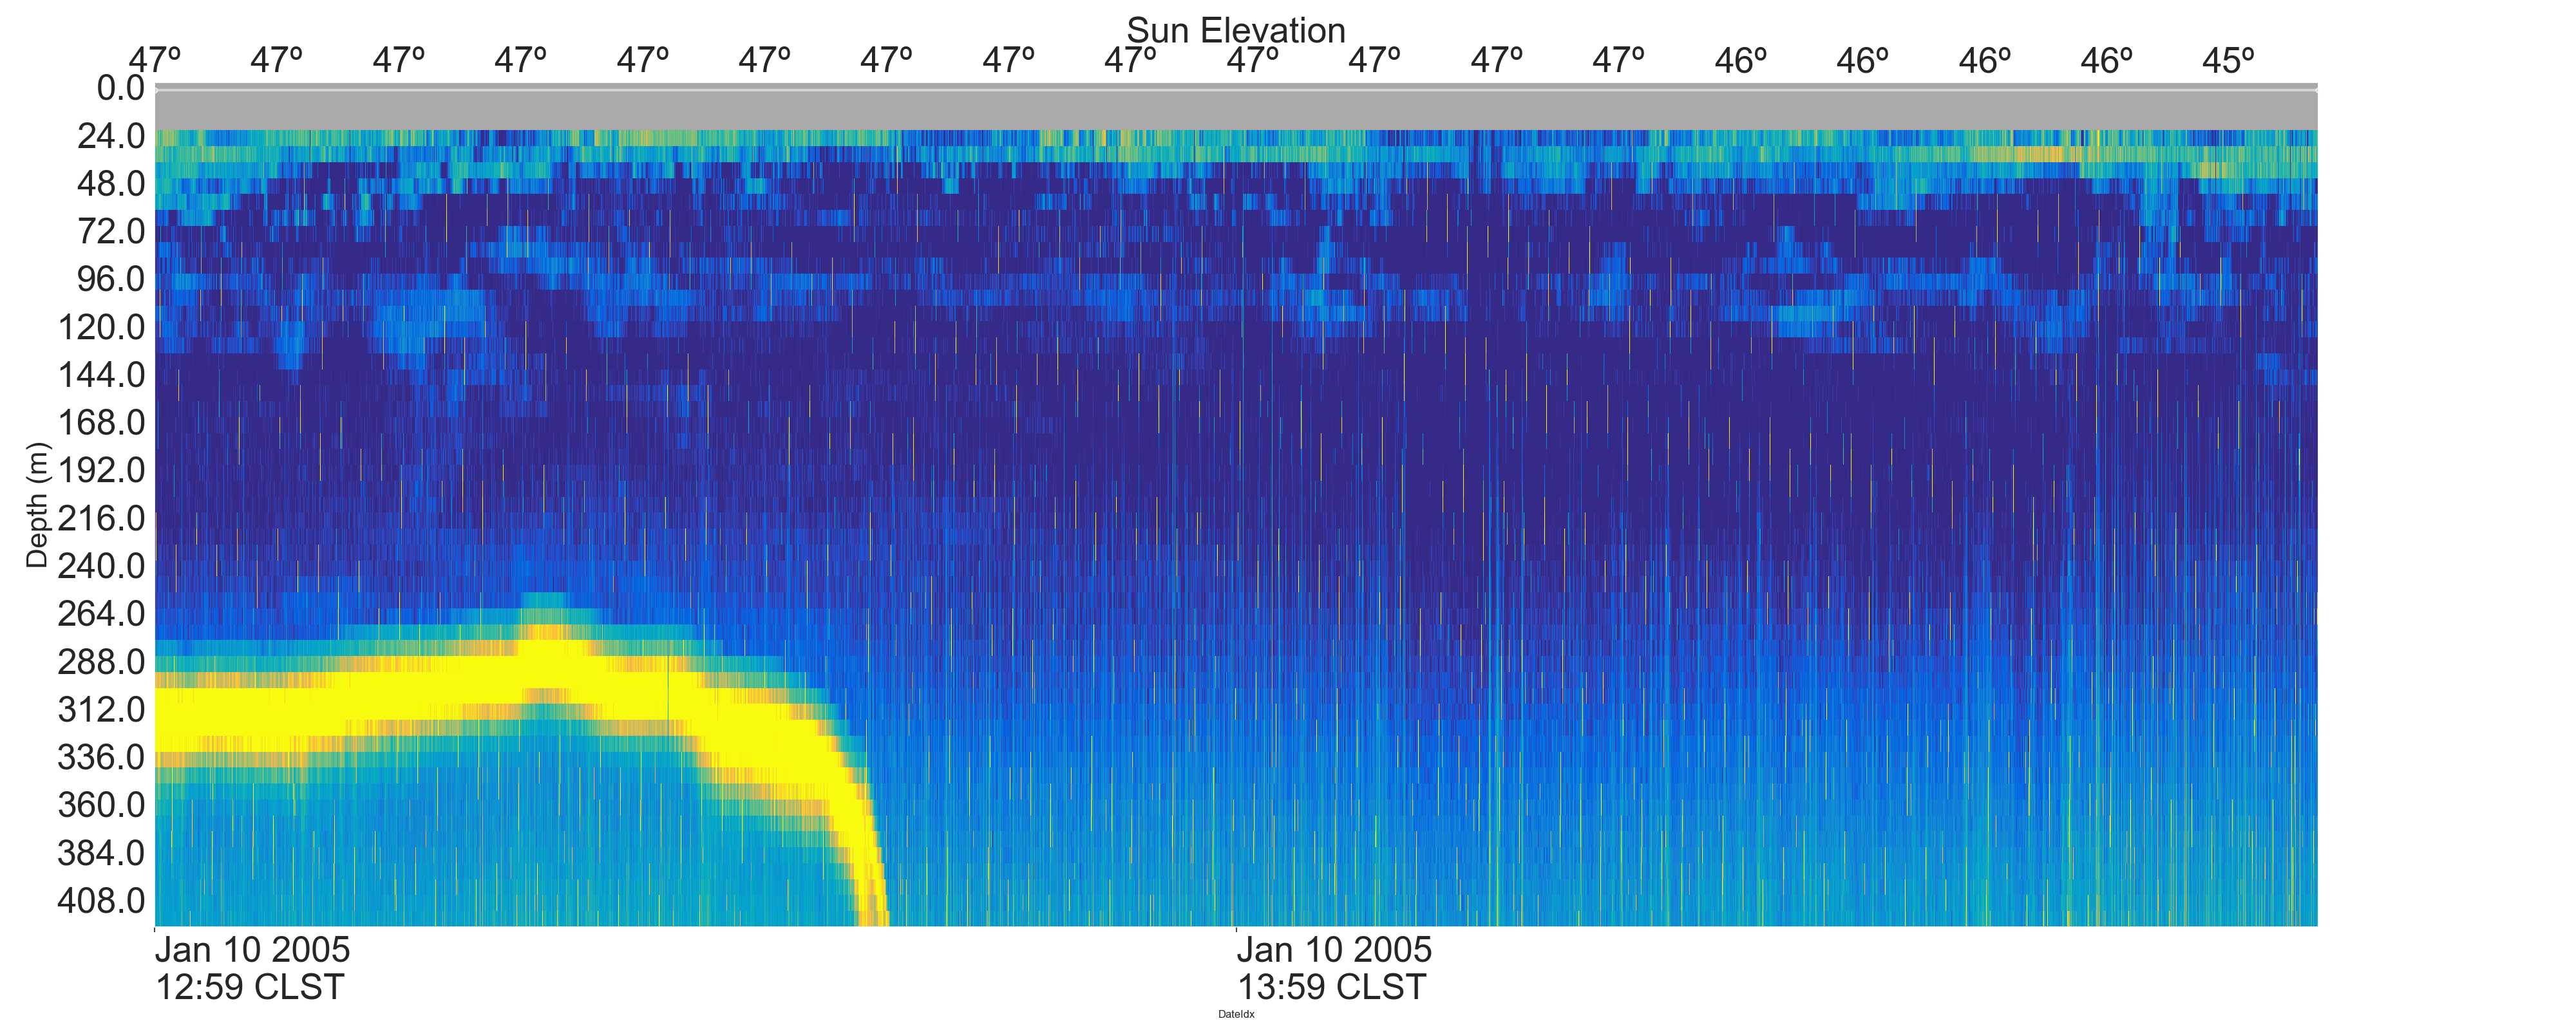 Sun Elevation
47º 47º 47º 47º 47º 47º 47º 47º 47º 47º 47º 47º 47º 46º 46º 46º 46º 45º
0.0
24.0
48.0
72.0
96.0
120.0
144.0
168.0
192.0
216.0
240.0
264.0
288.0
312.0
336.0
360.0
384.0
408.0
Depth (m)
Jan 10 2005
12:59 CLST
Jan 10 2005
13:59 CLST
DateIdx